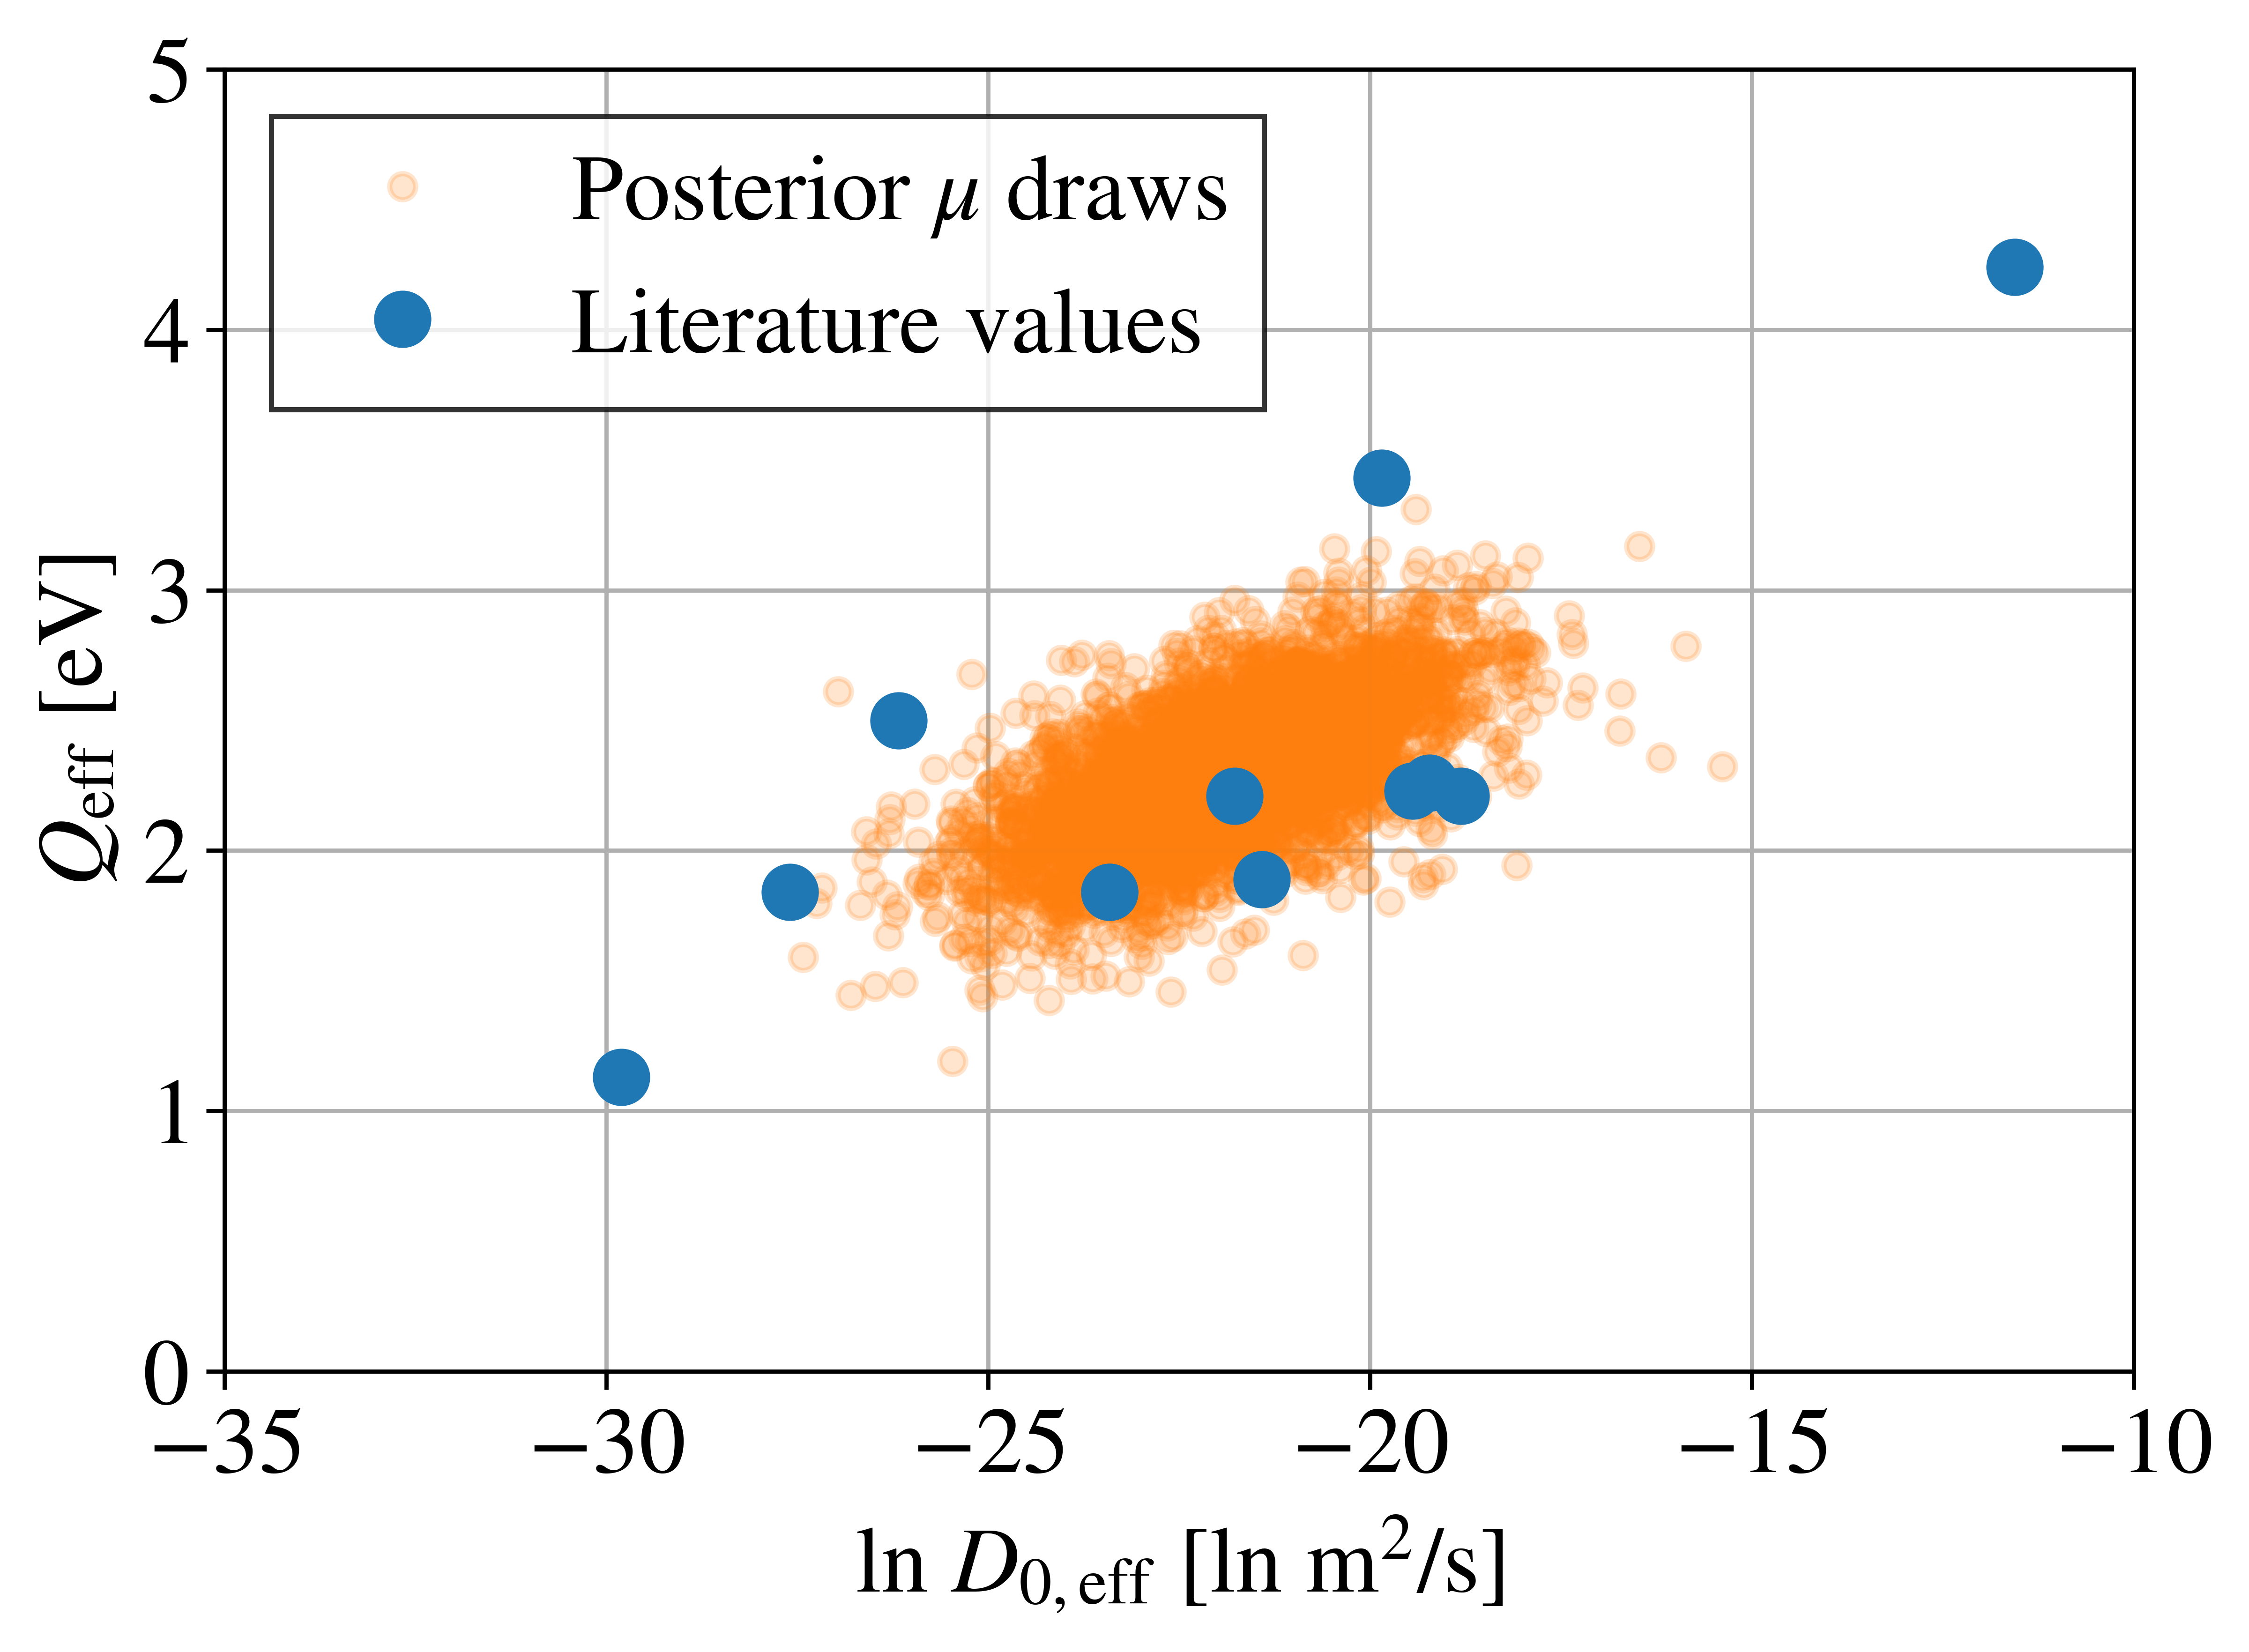 5
4
3
2
1
0
Q_eff [eV]
Posterior μ draws
Literature values
−35 −30 −25 −20 −15 −10
ln D_0, eff [ln m²/s]